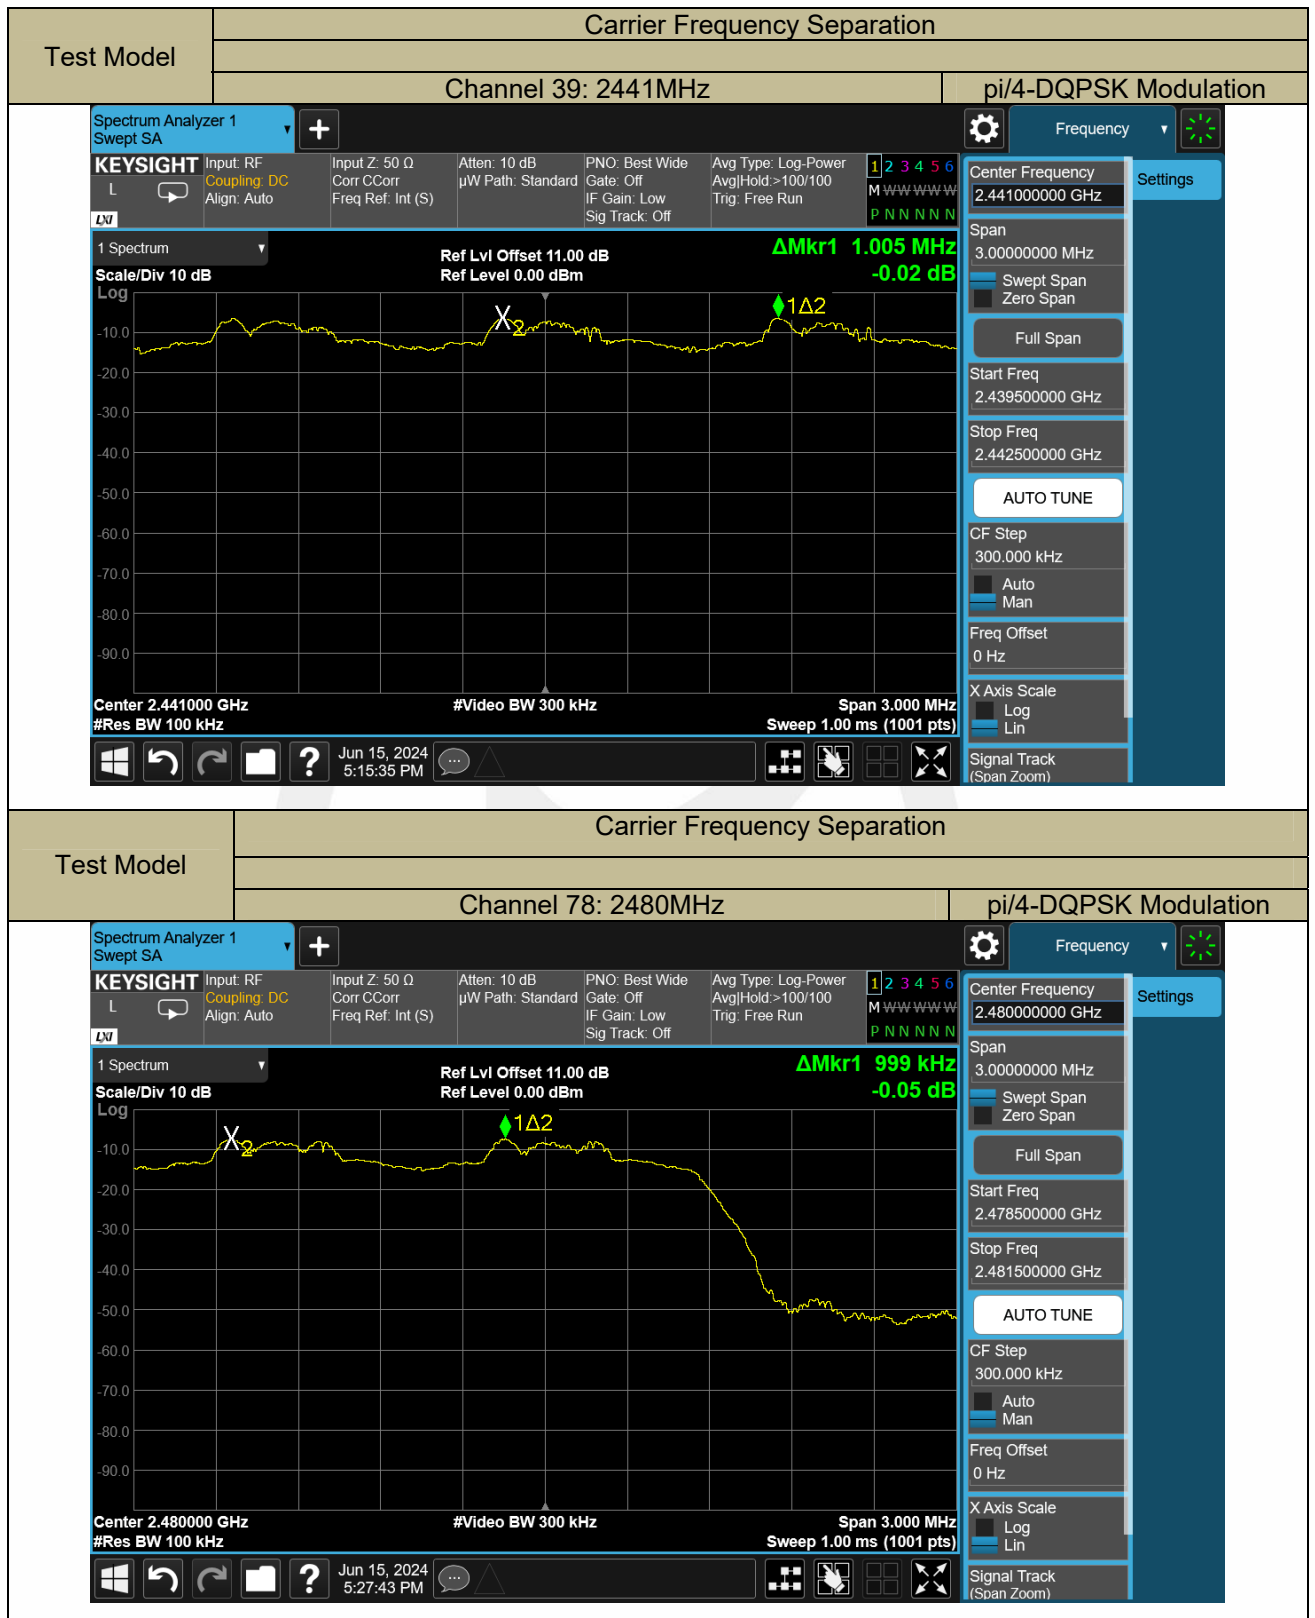 Test Model
Carrier Frequency Separation
Channel 39: 2441MHz
pi/4-DQPSK Modulation
Spectrum Analyzer 1
Swept SA
Frequency
KEYSIGHT
L
LXI
Input: RF
Coupling: DC
Align: Auto
Input Z: 50 Ω
Corr CCorr
Freq Ref: Int (S)
Atten: 10 dB
µW Path: Standard
PNO: Best Wide
Gate: Off
IF Gain: Low
Sig Track: Off
Avg Type: Log-Power
Avg|Hold:>100/100
Trig: Free Run
1 2 3 4 5 6
M W W W W W
P N N N N N
1 Spectrum
Scale/Div 10 dB
Ref Lvl Offset 11.00 dB
Ref Level 0.00 dBm
ΔMkr1 1.005 MHz
-0.02 dB
Log
X2
1Δ2
-10.0
-20.0
-30.0
-40.0
-50.0
-60.0
-70.0
-80.0
-90.0
Center 2.441000 GHz
#Res BW 100 kHz
#Video BW 300 kHz
Span 3.000 MHz
Sweep 1.00 ms (1001 pts)
Jun 15, 2024
5:15:35 PM
Center Frequency
2.441000000 GHz
Settings
Span
3.00000000 MHz
Swept Span
Zero Span
Full Span
Start Freq
2.439500000 GHz
Stop Freq
2.442500000 GHz
AUTO TUNE
CF Step
300.000 kHz
Auto
Man
Freq Offset
0 Hz
X Axis Scale
Log
Lin
Signal Track
(Span Zoom)
Test Model
Carrier Frequency Separation
Channel 78: 2480MHz
pi/4-DQPSK Modulation
Spectrum Analyzer 1
Swept SA
Frequency
KEYSIGHT
L
LXI
Input: RF
Coupling: DC
Align: Auto
Input Z: 50 Ω
Corr CCorr
Freq Ref: Int (S)
Atten: 10 dB
µW Path: Standard
PNO: Best Wide
Gate: Off
IF Gain: Low
Sig Track: Off
Avg Type: Log-Power
Avg|Hold:>100/100
Trig: Free Run
1 2 3 4 5 6
M W W W W W
P N N N N N
1 Spectrum
Scale/Div 10 dB
Ref Lvl Offset 11.00 dB
Ref Level 0.00 dBm
ΔMkr1 999 kHz
-0.05 dB
Log
X2
1Δ2
-10.0
-20.0
-30.0
-40.0
-50.0
-60.0
-70.0
-80.0
-90.0
Center 2.480000 GHz
#Res BW 100 kHz
#Video BW 300 kHz
Span 3.000 MHz
Sweep 1.00 ms (1001 pts)
Jun 15, 2024
5:27:43 PM
Center Frequency
2.480000000 GHz
Settings
Span
3.00000000 MHz
Swept Span
Zero Span
Full Span
Start Freq
2.478500000 GHz
Stop Freq
2.481500000 GHz
AUTO TUNE
CF Step
300.000 kHz
Auto
Man
Freq Offset
0 Hz
X Axis Scale
Log
Lin
Signal Track
(Span Zoom)